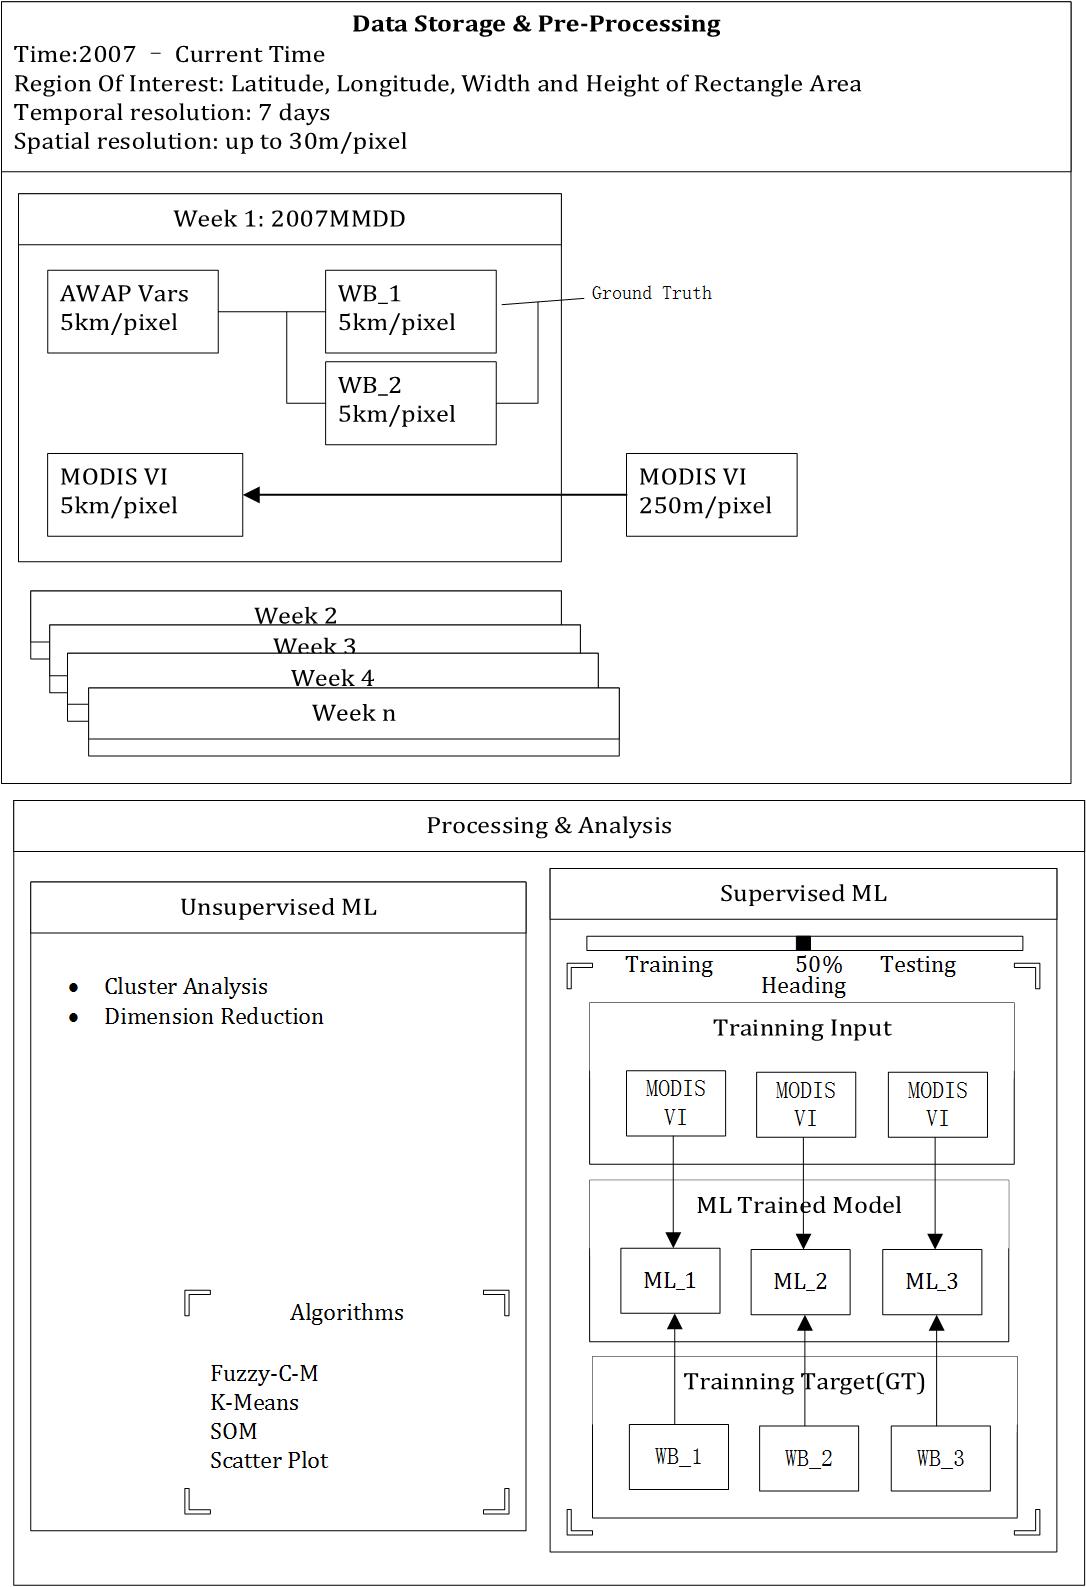 Data Storage & Pre-Processing
Time:2007 – Current Time
Region Of Interest: Latitude, Longitude, Width and Height of Rectangle Area
Temporal resolution: 7 days
Spatial resolution: up to 30m/pixel
Week 1: 2007MMDD
AWAP Vars
5km/pixel
WB_1
5km/pixel
Ground Truth
WB_2
5km/pixel
MODIS VI
5km/pixel
MODIS VI
250m/pixel
Week 2
Week 3
Week 4
Week n
Processing & Analysis
Unsupervised ML
• Cluster Analysis
• Dimension Reduction
Algorithms
Fuzzy-C-M
K-Means
SOM
Scatter Plot
Supervised ML
Training 50% Testing
Heading
Trainning Input
MODIS
VI
MODIS
VI
MODIS
VI
ML Trained Model
ML_1
ML_2
ML_3
Trainning Target(GT)
WB_1
WB_2
WB_3